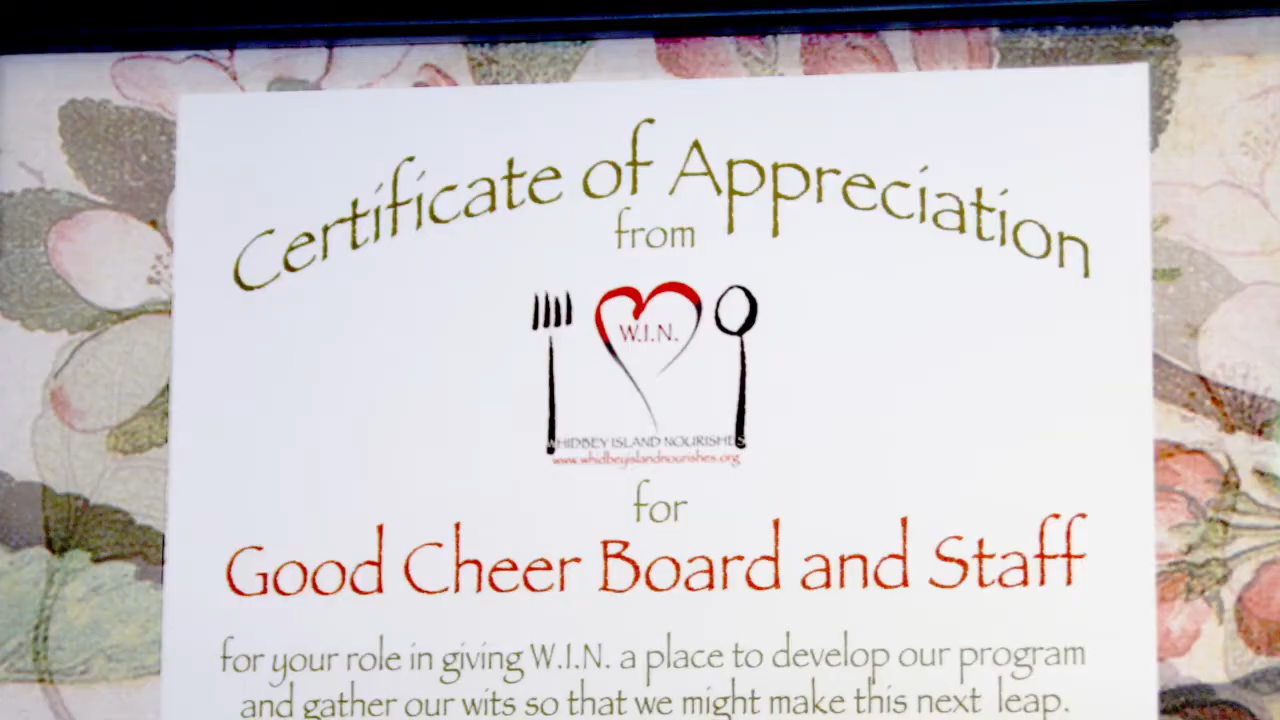 Certificate of Appreciation
from
W.I.N.
WHIDBEY ISLAND NOURISHES
www.whidbeyislandnourishes.org
for
Good Cheer Board and Staff
for your role in giving W.I.N. a place to develop our program
and gather our wits so that we might make this next leap.